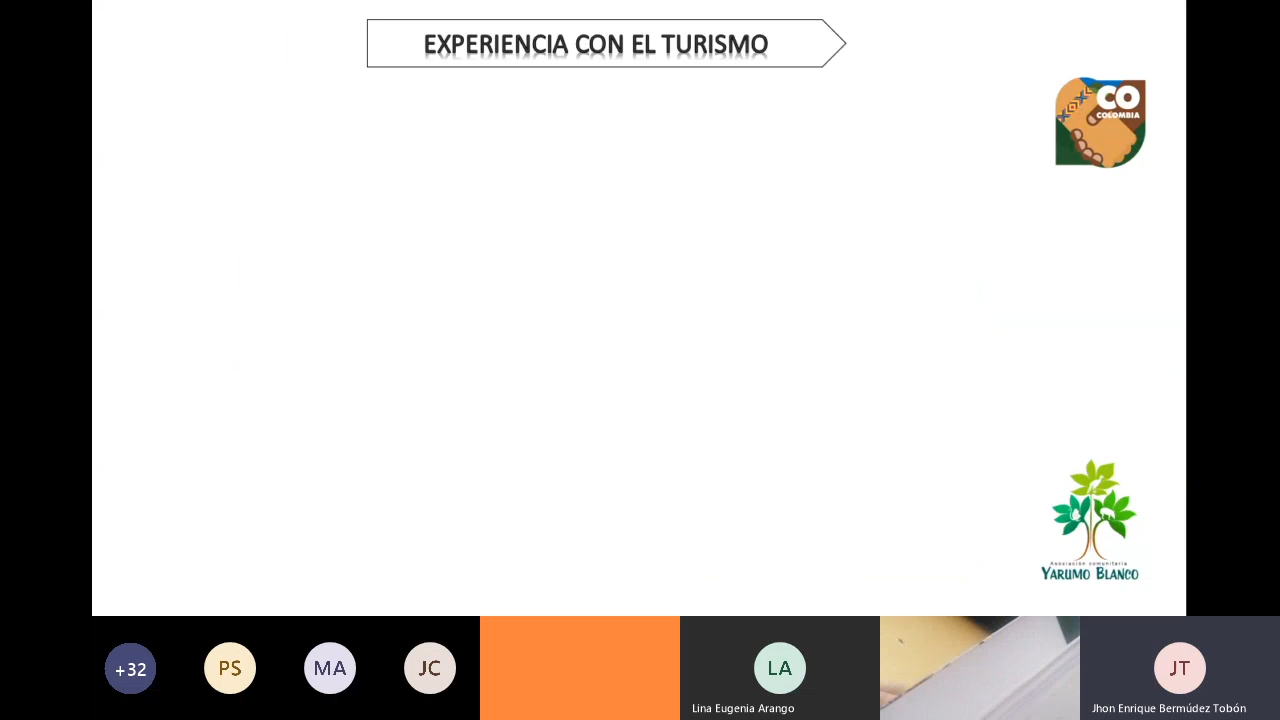 EXPERIENCIA CON EL TURISMO
CO
COLOMBIA
Asociación comunitaria
YARUMO BLANCO
+32
PS
MA
JC
LA
JT
Lina Eugenia Arango
Jhon Enrique Bermúdez Tobón